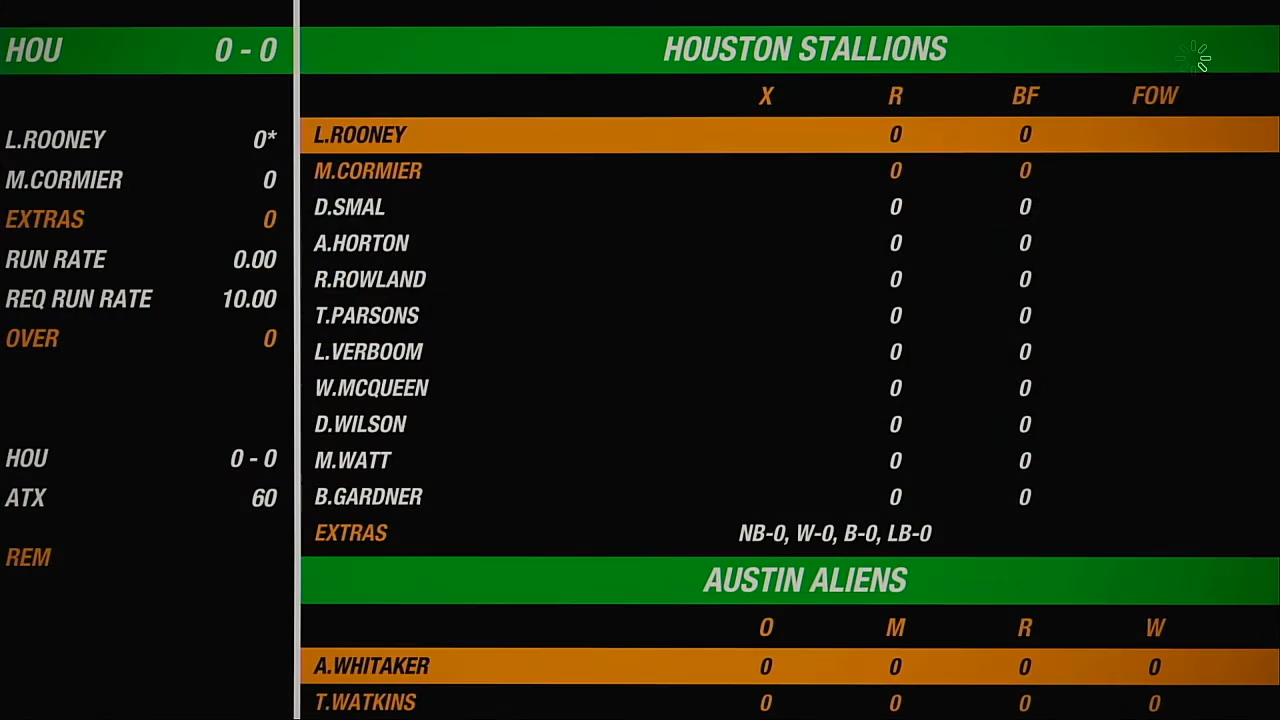 HOU 0 - 0
L.ROONEY 0*
M.CORMIER 0
EXTRAS 0
RUN RATE 0.00
REQ RUN RATE 10.00
OVER 0
HOU 0 - 0
ATX 60
REM
HOUSTON STALLIONS
X R BF FOW
L.ROONEY 0 0
M.CORMIER 0 0
D.SMAL 0 0
A.HORTON 0 0
R.ROWLAND 0 0
T.PARSONS 0 0
L.VERBOOM 0 0
W.MCQUEEN 0 0
D.WILSON 0 0
M.WATT 0 0
B.GARDNER 0 0
EXTRAS NB-0, W-0, B-0, LB-0
AUSTIN ALIENS
O M R W
A.WHITAKER 0 0 0 0
T.WATKINS 0 0 0 0